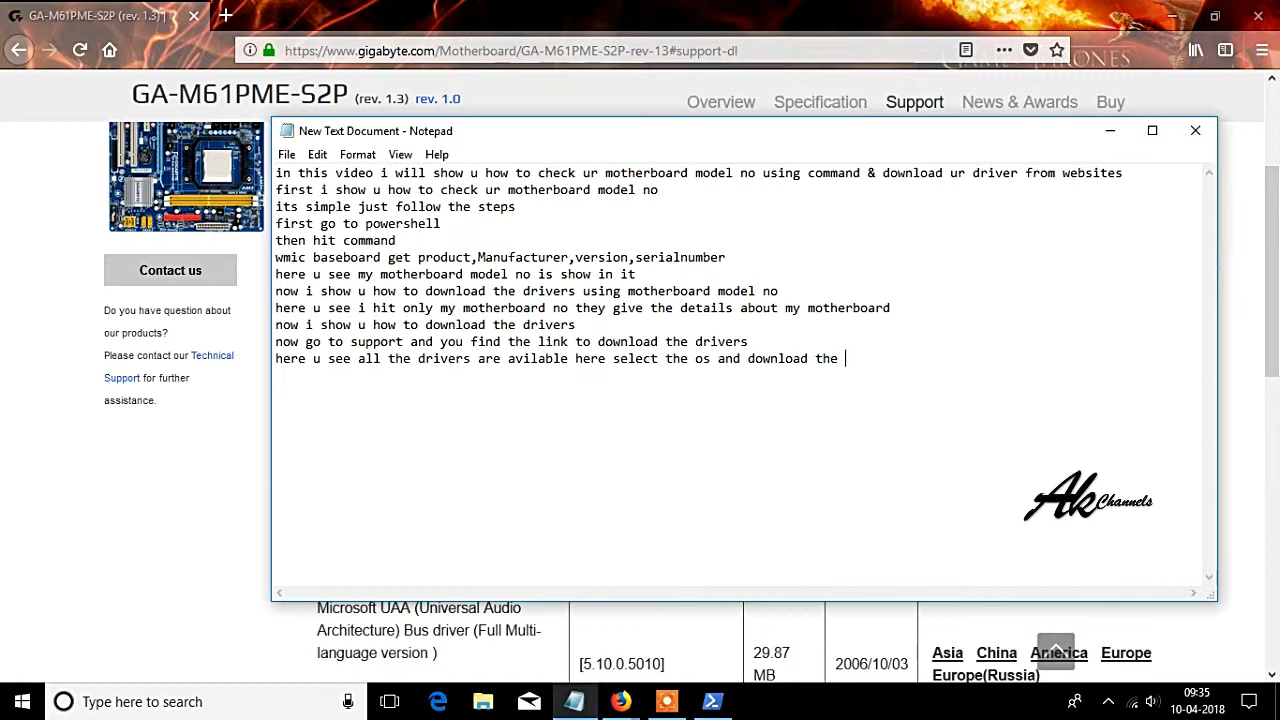 GA-M61PME-S2P (rev. 1.3) |
https://www.gigabyte.com/Motherboard/GA-M61PME-S2P-rev-13#support-dl
GA-M61PME-S2P (rev. 1.3) rev. 1.0
Overview Specification Support News & Awards Buy
New Text Document - Notepad
File Edit Format View Help
in this video i will show u how to check ur motherboard model no using command & download ur driver from websites
first i show u how to check ur motherboard model no
its simple just follow the steps
first go to powershell
then hit command
wmic baseboard get product,Manufacturer,version,serialnumber
here u see my motherboard model no is show in it
now i show u how to download the drivers using motherboard model no
here u see i hit only my motherboard no they give the details about my motherboard
now i show u how to download the drivers
now go to support and you find the link to download the drivers
here u see all the drivers are avilable here select the os and download the
Contact us
Do you have question about
our products?
Please contact our Technical
Support for further
assistance.
Ak Channels
Microsoft UAA (Universal Audio
Architecture) Bus driver (Full Multi-
language version )
[5.10.0.5010]
29.87
MB
2006/10/03
Asia China America Europe
Europe(Russia)
Type here to search
09:35
10-04-2018